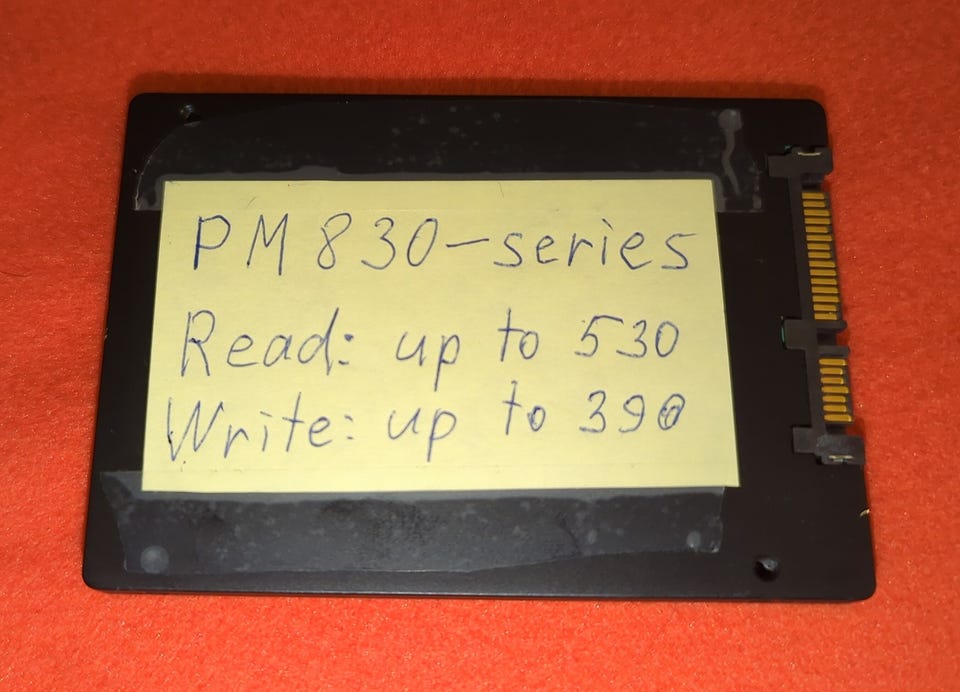 PM830-series
Read: up to 530
Write: up to 390